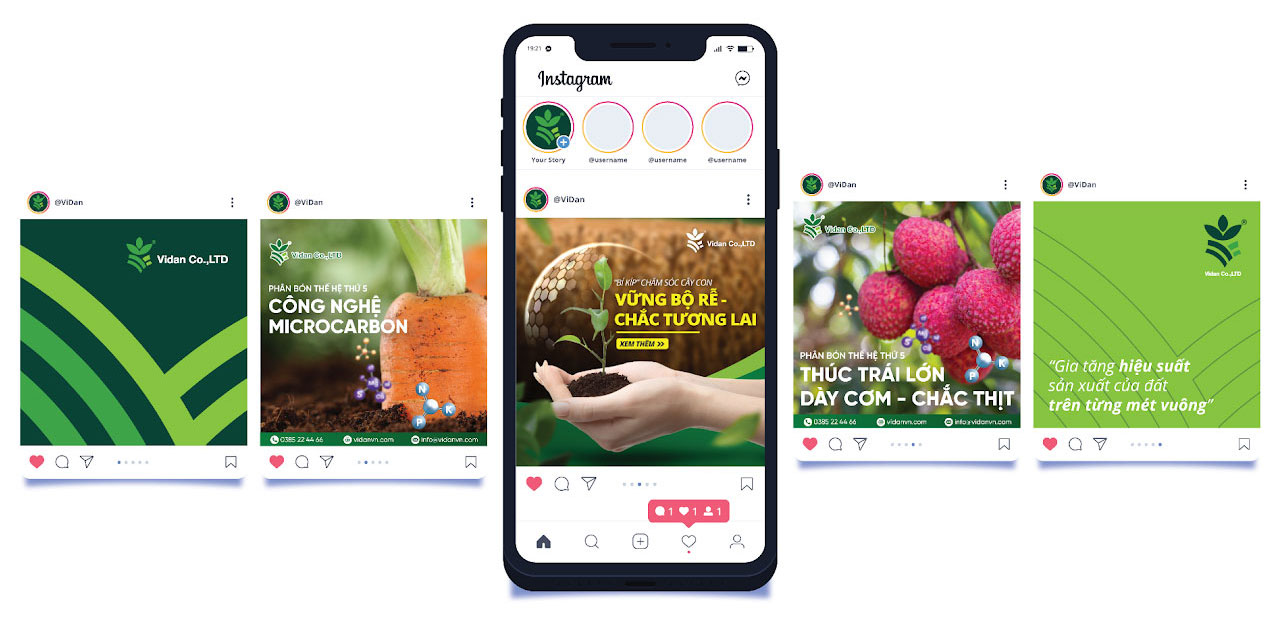 @ViDan
Vidan Co.,LTD
@ViDan
Vidan Co.,LTD
PHÂN BÓN THẾ HỆ THỨ 5
CÔNG NGHỆ
MICROCARBON
N
P
K
S
M
0385 22 44 66
vidanvn.com
info@vidanvn.com
19:21
Instagram
Your Story
@username
@username
@username
@ViDan
Vidan Co.,LTD
"BÍ KÍP" CHĂM SÓC CÂY CON
VỮNG BỘ RỄ -
CHẮC TƯƠNG LAI
XEM THÊM >>
1 1 1
@ViDan
Vidan Co.,LTD
PHÂN BÓN THẾ HỆ THỨ 5
THÚC TRÁI LỚN
DÀY CƠM - CHẮC THỊT
N
P
K
S
M
0385 22 44 66
vidanvn.com
info@vidanvn.com
@ViDan
Vidan Co.,LTD
“Gia tăng hiệu suất
sản xuất của đất
trên từng mét vuông”